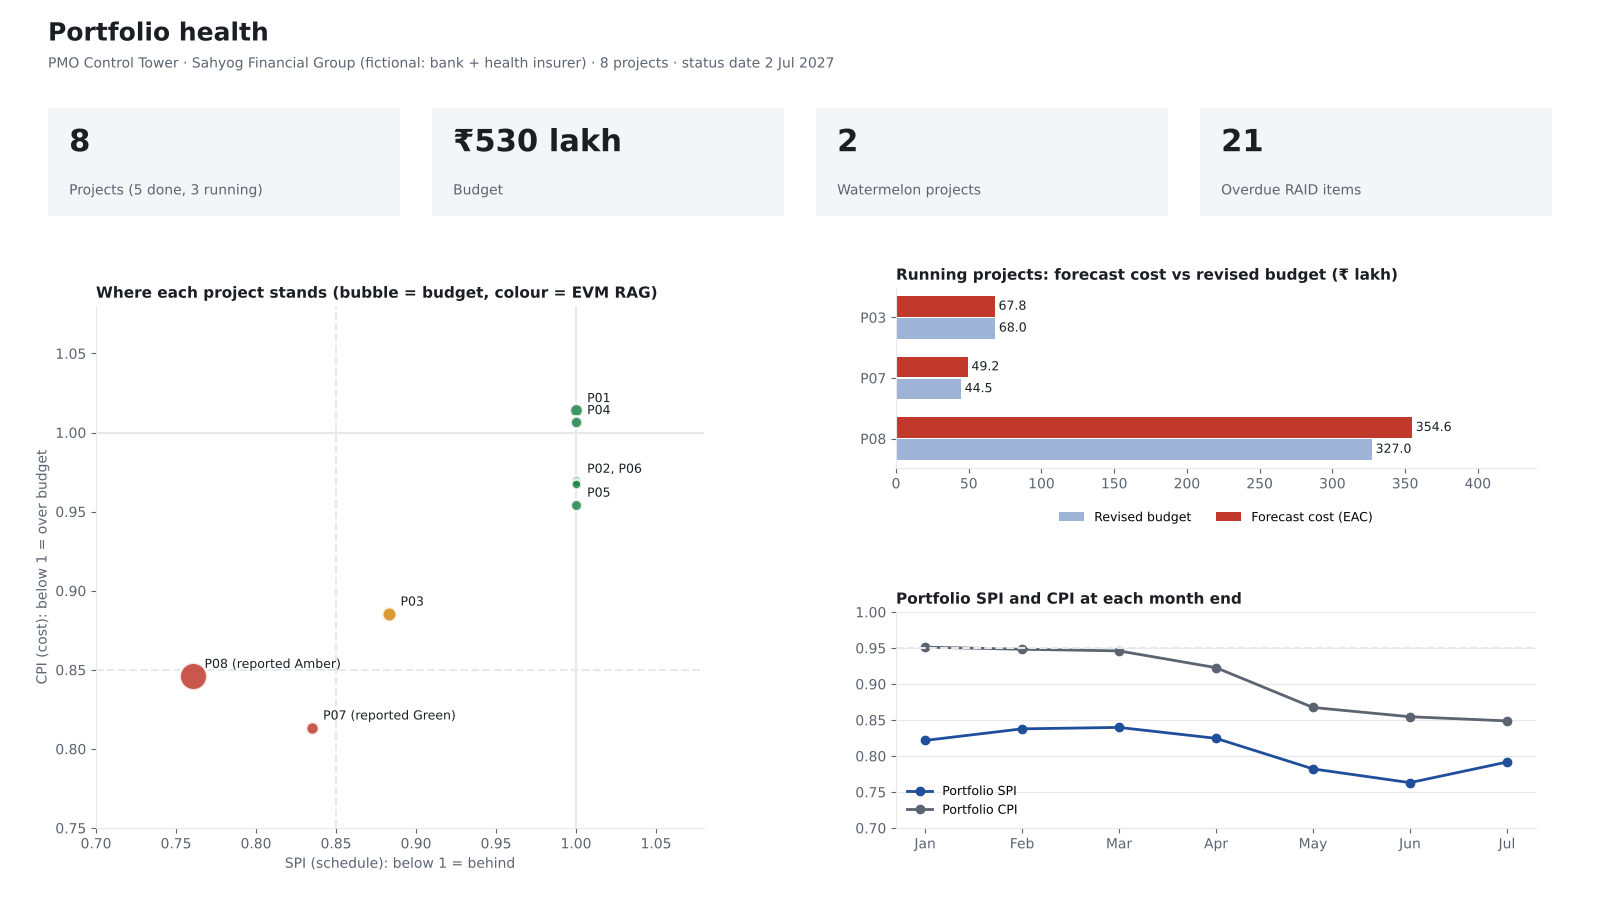 Portfolio health
PMO Control Tower · Sahyog Financial Group (fictional: bank + health insurer) · 8 projects · status date 2 Jul 2027
8
Projects (5 done, 3 running)
₹530 lakh
Budget
2
Watermelon projects
21
Overdue RAID items
Where each project stands (bubble = budget, colour = EVM RAG)
CPI (cost): below 1 = over budget
1.05
1.00
0.95
0.90
0.85
0.80
0.75
P01
P04
P02, P06
P05
P03
P08 (reported Amber)
P07 (reported Green)
0.70 0.75 0.80 0.85 0.90 0.95 1.00 1.05
SPI (schedule): below 1 = behind
Running projects: forecast cost vs revised budget (₹ lakh)
P03
67.8
68.0
P07
49.2
44.5
P08
354.6
327.0
0 50 100 150 200 250 300 350 400
Revised budget Forecast cost (EAC)
Portfolio SPI and CPI at each month end
1.00
0.95
0.90
0.85
0.80
0.75
0.70
Portfolio SPI
Portfolio CPI
Jan Feb Mar Apr May Jun Jul